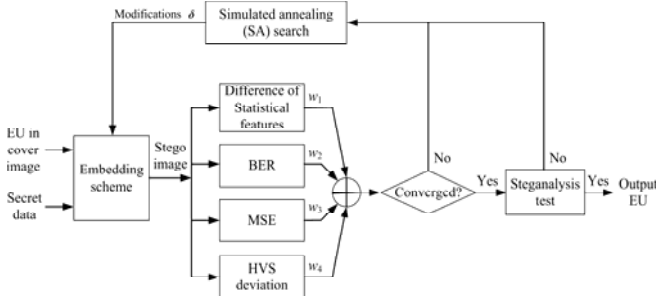 Modifications δ
Simulated annealing
(SA) search
Difference of
Statistical
features
w1
EU in
cover
image
Secret
data
Embedding
scheme
Stego
image
BER
w2
MSE
w3
HVS
deviation
w4
Converged?
No
Yes
Steganalysis
test
No
Yes
Output
EU